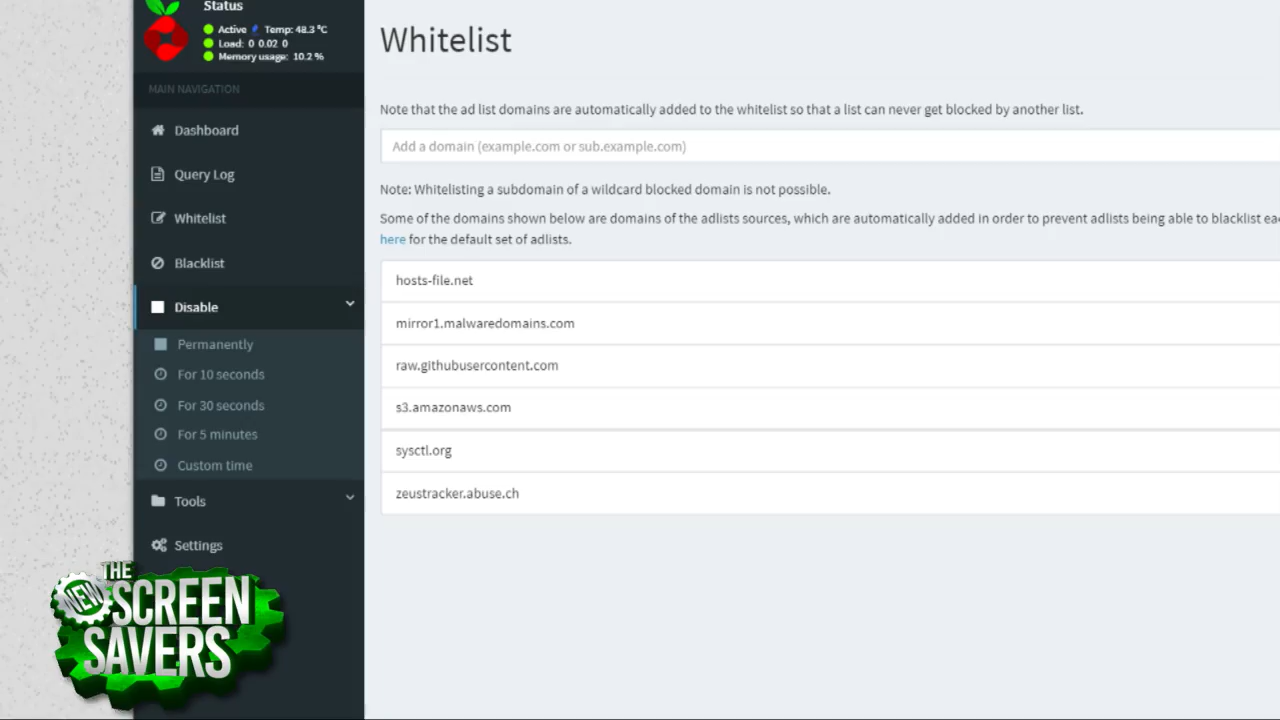 Status
Active Temp: 48.3 °C
Load: 0 0.02 0
Memory usage: 10.2 %
MAIN NAVIGATION
Dashboard
Query Log
Whitelist
Blacklist
Disable
Permanently
For 10 seconds
For 30 seconds
For 5 minutes
Custom time
Tools
Settings
Whitelist
Note that the ad list domains are automatically added to the whitelist so that a list can never get blocked by another list.
Add a domain (example.com or sub.example.com)
Note: Whitelisting a subdomain of a wildcard blocked domain is not possible.
Some of the domains shown below are domains of the adlists sources, which are automatically added in order to prevent adlists being able to blacklist
here for the default set of adlists.
hosts-file.net
mirror1.malwaredomains.com
raw.githubusercontent.com
s3.amazonaws.com
sysctl.org
zeustracker.abuse.ch
THE
NEW SCREEN
SAVERS